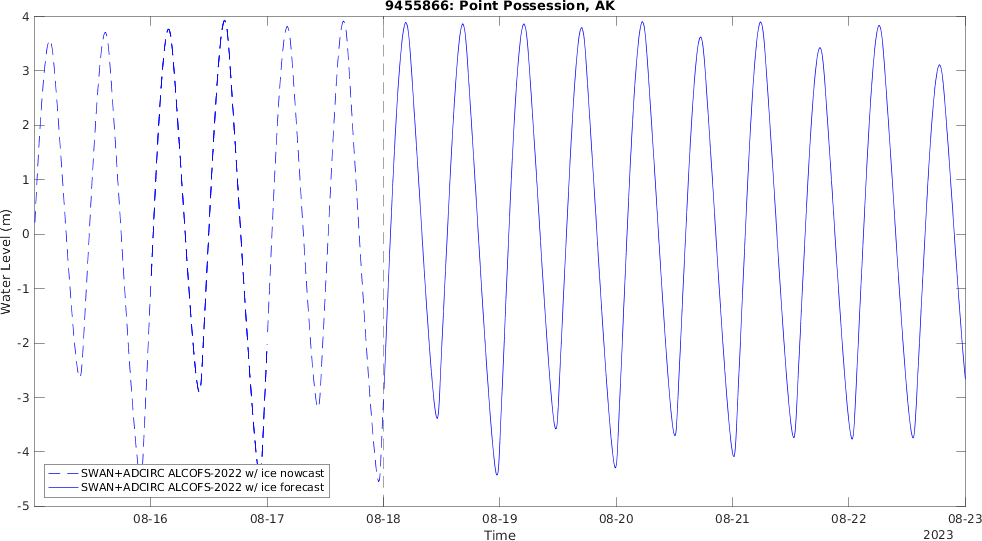 9455866: Point Possession, AK
Water Level (m)
4
3
2
1
0
-1
-2
-3
-4
-5
SWAN+ADCIRC ALCOFS-2022 w/ ice nowcast
SWAN+ADCIRC ALCOFS-2022 w/ ice forecast
08-16 08-17 08-18 08-19 08-20 08-21 08-22 08-23
Time
2023